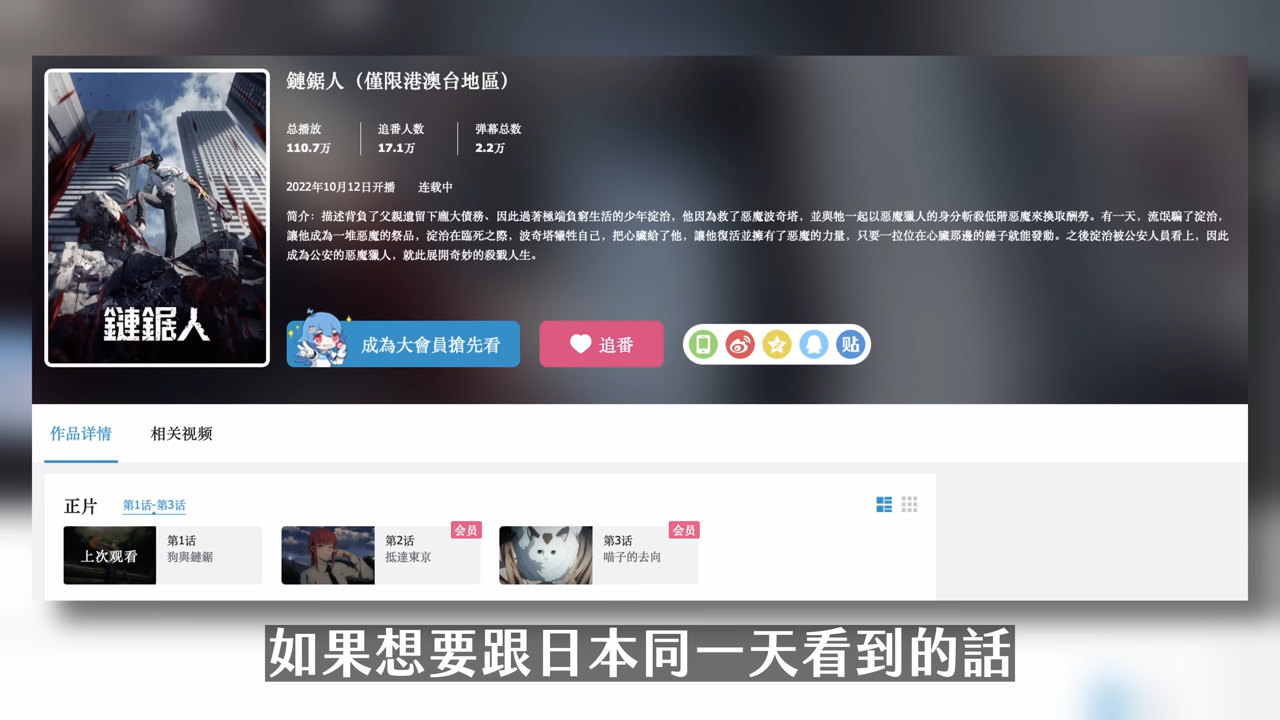 鏈鋸人（僅限港澳台地區）
总播放 追番人数 弹幕总数
110.7万 17.1万 2.2万
2022年10月12日开播 连载中
简介：描述背負了父親遺留下龐大債務、因此過著極端負窮生活的少年淀治，他因為救了惡魔波奇塔，並與牠一起以惡魔獵人的身分斬殺低階惡魔來換取酬勞。有一天，流氓騙了淀治，
讓他成為一堆惡魔的祭品，淀治在臨死之際，波奇塔犧牲自己，把心臟給了他，讓他復活並擁有了惡魔的力量，只要一拉位在心臟那邊的鏈子就能發動。之後淀治被公安人員看上，因此
成為公安的惡魔獵人，就此展開奇妙的殺戮人生。
鏈鋸人
成為大會員搶先看
追番
贴
作品详情 相关视频
正片 第1话-第3话
上次观看
第1话
狗與鏈鋸
会员
第2话
抵達東京
会员
第3话
喵子的去向
如果想要跟日本同一天看到的話